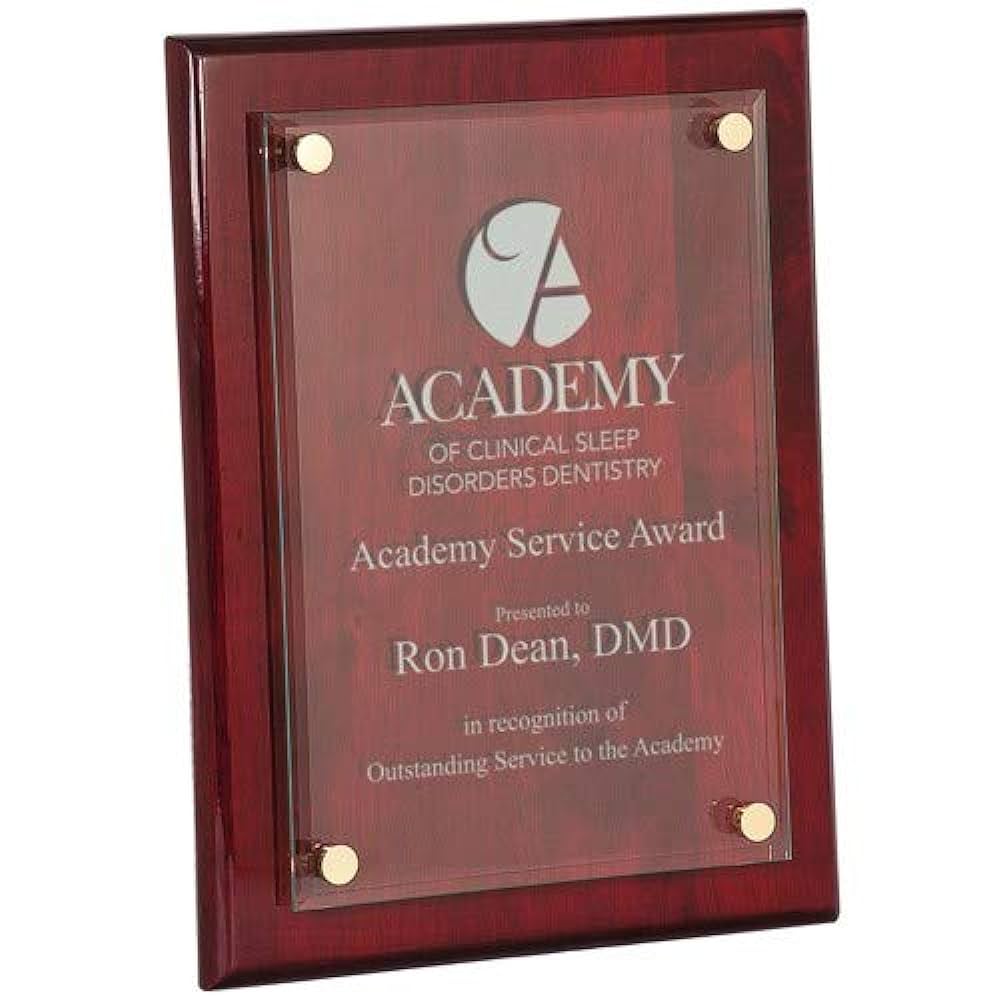 A
ACADEMY
OF CLINICAL SLEEP
DISORDERS DENTISTRY
Academy Service Award
Presented to
Ron Dean, DMD
in recognition of
Outstanding Service to the Academy